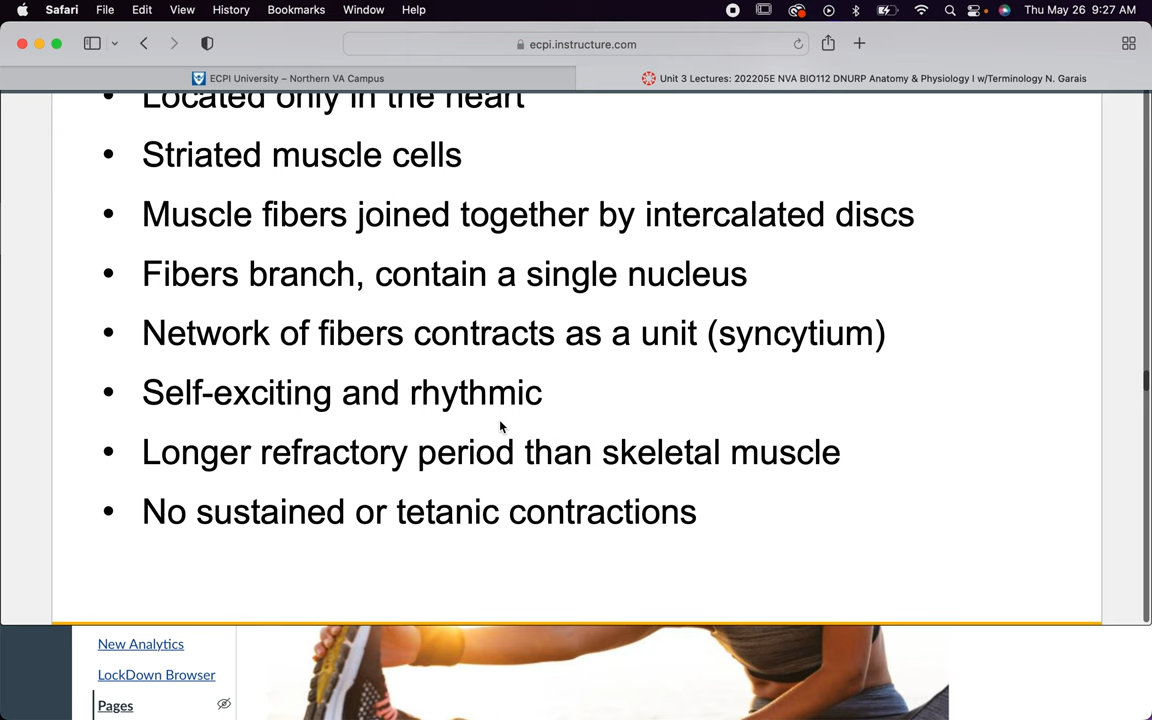 Safari File Edit View History Bookmarks Window Help Thu May 26 9:27 AM
ecpi.instructure.com
ECPI University – Northern VA Campus
Unit 3 Lectures: 202205E NVA BIO112 DNURP Anatomy & Physiology I w/Terminology N. Garais
• Located only in the heart
• Striated muscle cells
• Muscle fibers joined together by intercalated discs
• Fibers branch, contain a single nucleus
• Network of fibers contracts as a unit (syncytium)
• Self-exciting and rhythmic
• Longer refractory period than skeletal muscle
• No sustained or tetanic contractions
New Analytics
LockDown Browser
Pages